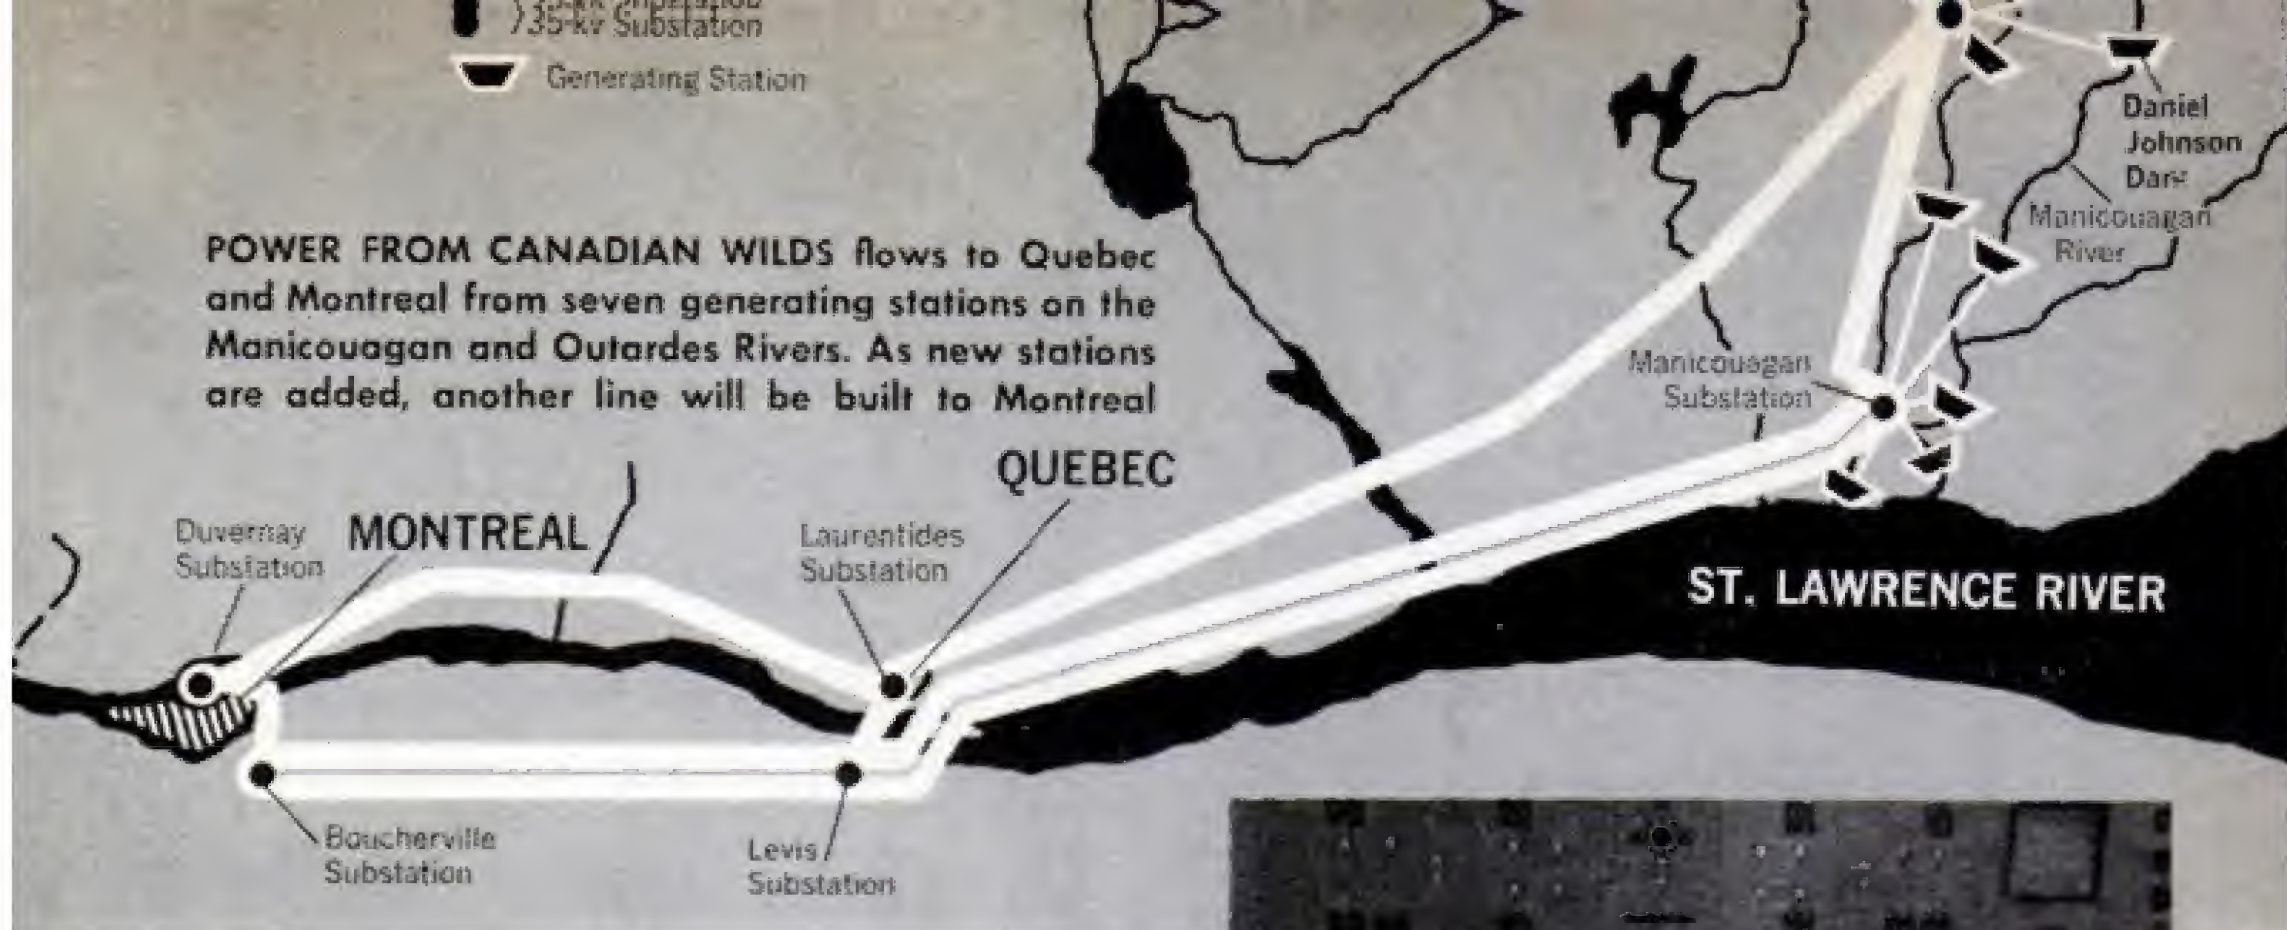 735-kv Substation
Generating Station
Daniel
Johnson
Dam
Manicouagan
River
POWER FROM CANADIAN WILDS flows to Quebec
and Montreal from seven generating stations on the
Manicouagan and Outardes Rivers. As new stations
are added, another line will be built to Montreal
Manicouagan
Substation
QUEBEC
Duvernay
Substation
MONTREAL
Laurentides
Substation
ST. LAWRENCE RIVER
Boucherville
Substation
Levis
Substation